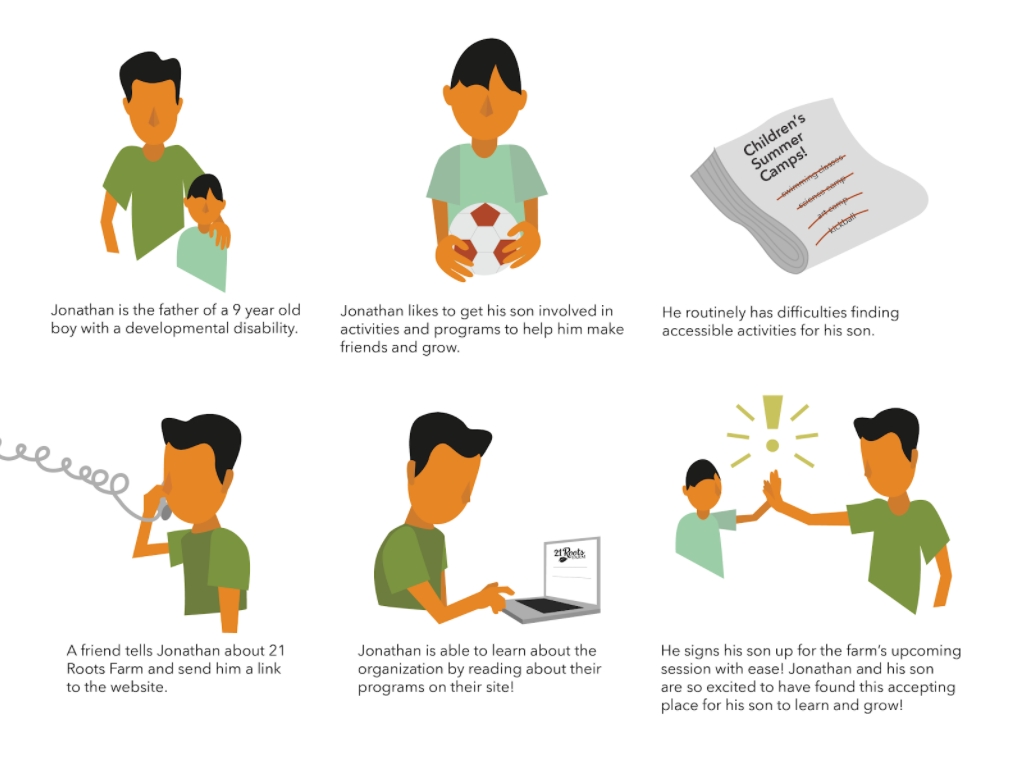 Children's
Summer
Camps!
swimming classes
science camp
art camp
kickball
Jonathan is the father of a 9 year old
boy with a developmental disability.
Jonathan likes to get his son involved in
activities and programs to help him make
friends and grow.
He routinely has difficulties finding
accessible activities for his son.
21 Roots
A friend tells Jonathan about 21
Roots Farm and send him a link
to the website.
Jonathan is able to learn about the
organization by reading about their
programs on their site!
He signs his son up for the farm's upcoming
session with ease! Jonathan and his son
are so excited to have found this accepting
place for his son to learn and grow!